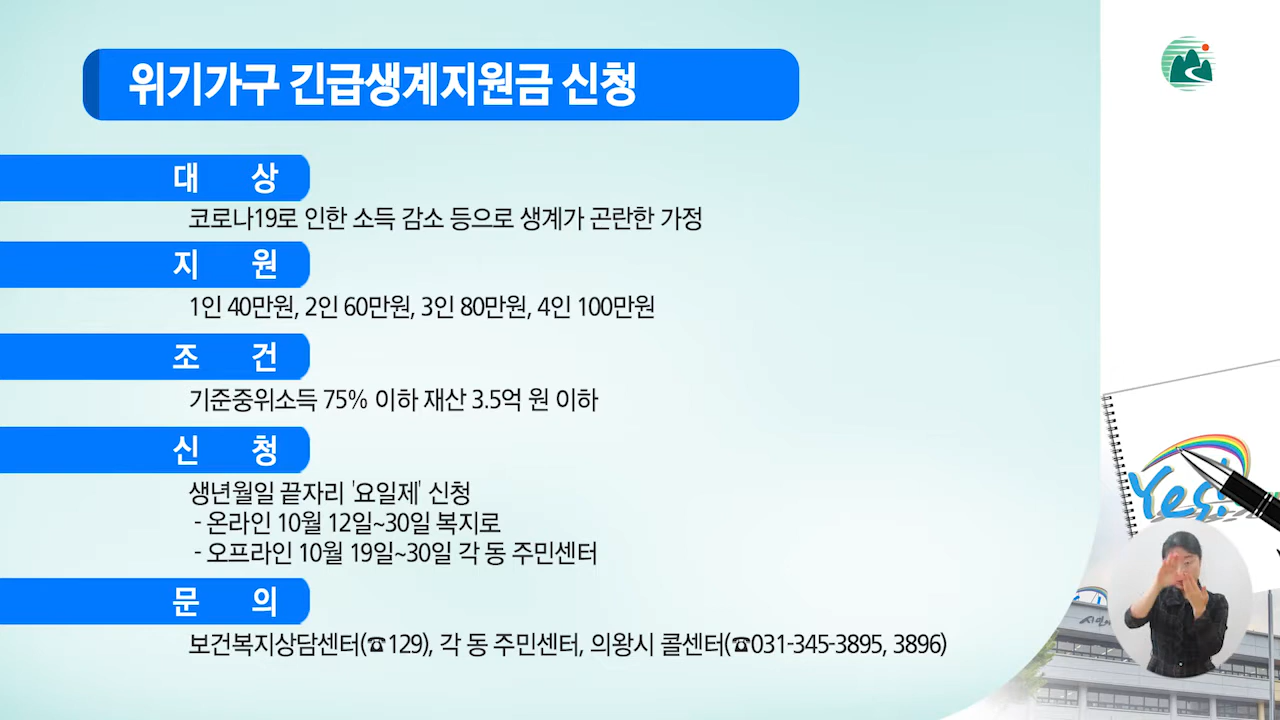 위기가구 긴급생계지원금 신청
대 상
코로나19로 인한 소득 감소 등으로 생계가 곤란한 가정
지 원
1인 40만원, 2인 60만원, 3인 80만원, 4인 100만원
조 건
기준중위소득 75% 이하 재산 3.5억 원 이하
신 청
생년월일 끝자리 '요일제' 신청
- 온라인 10월 12일~30일 복지로
- 오프라인 10월 19일~30일 각 동 주민센터
문 의
보건복지상담센터(☎129), 각 동 주민센터, 의왕시 콜센터(☎031-345-3895, 3896)
Yes!